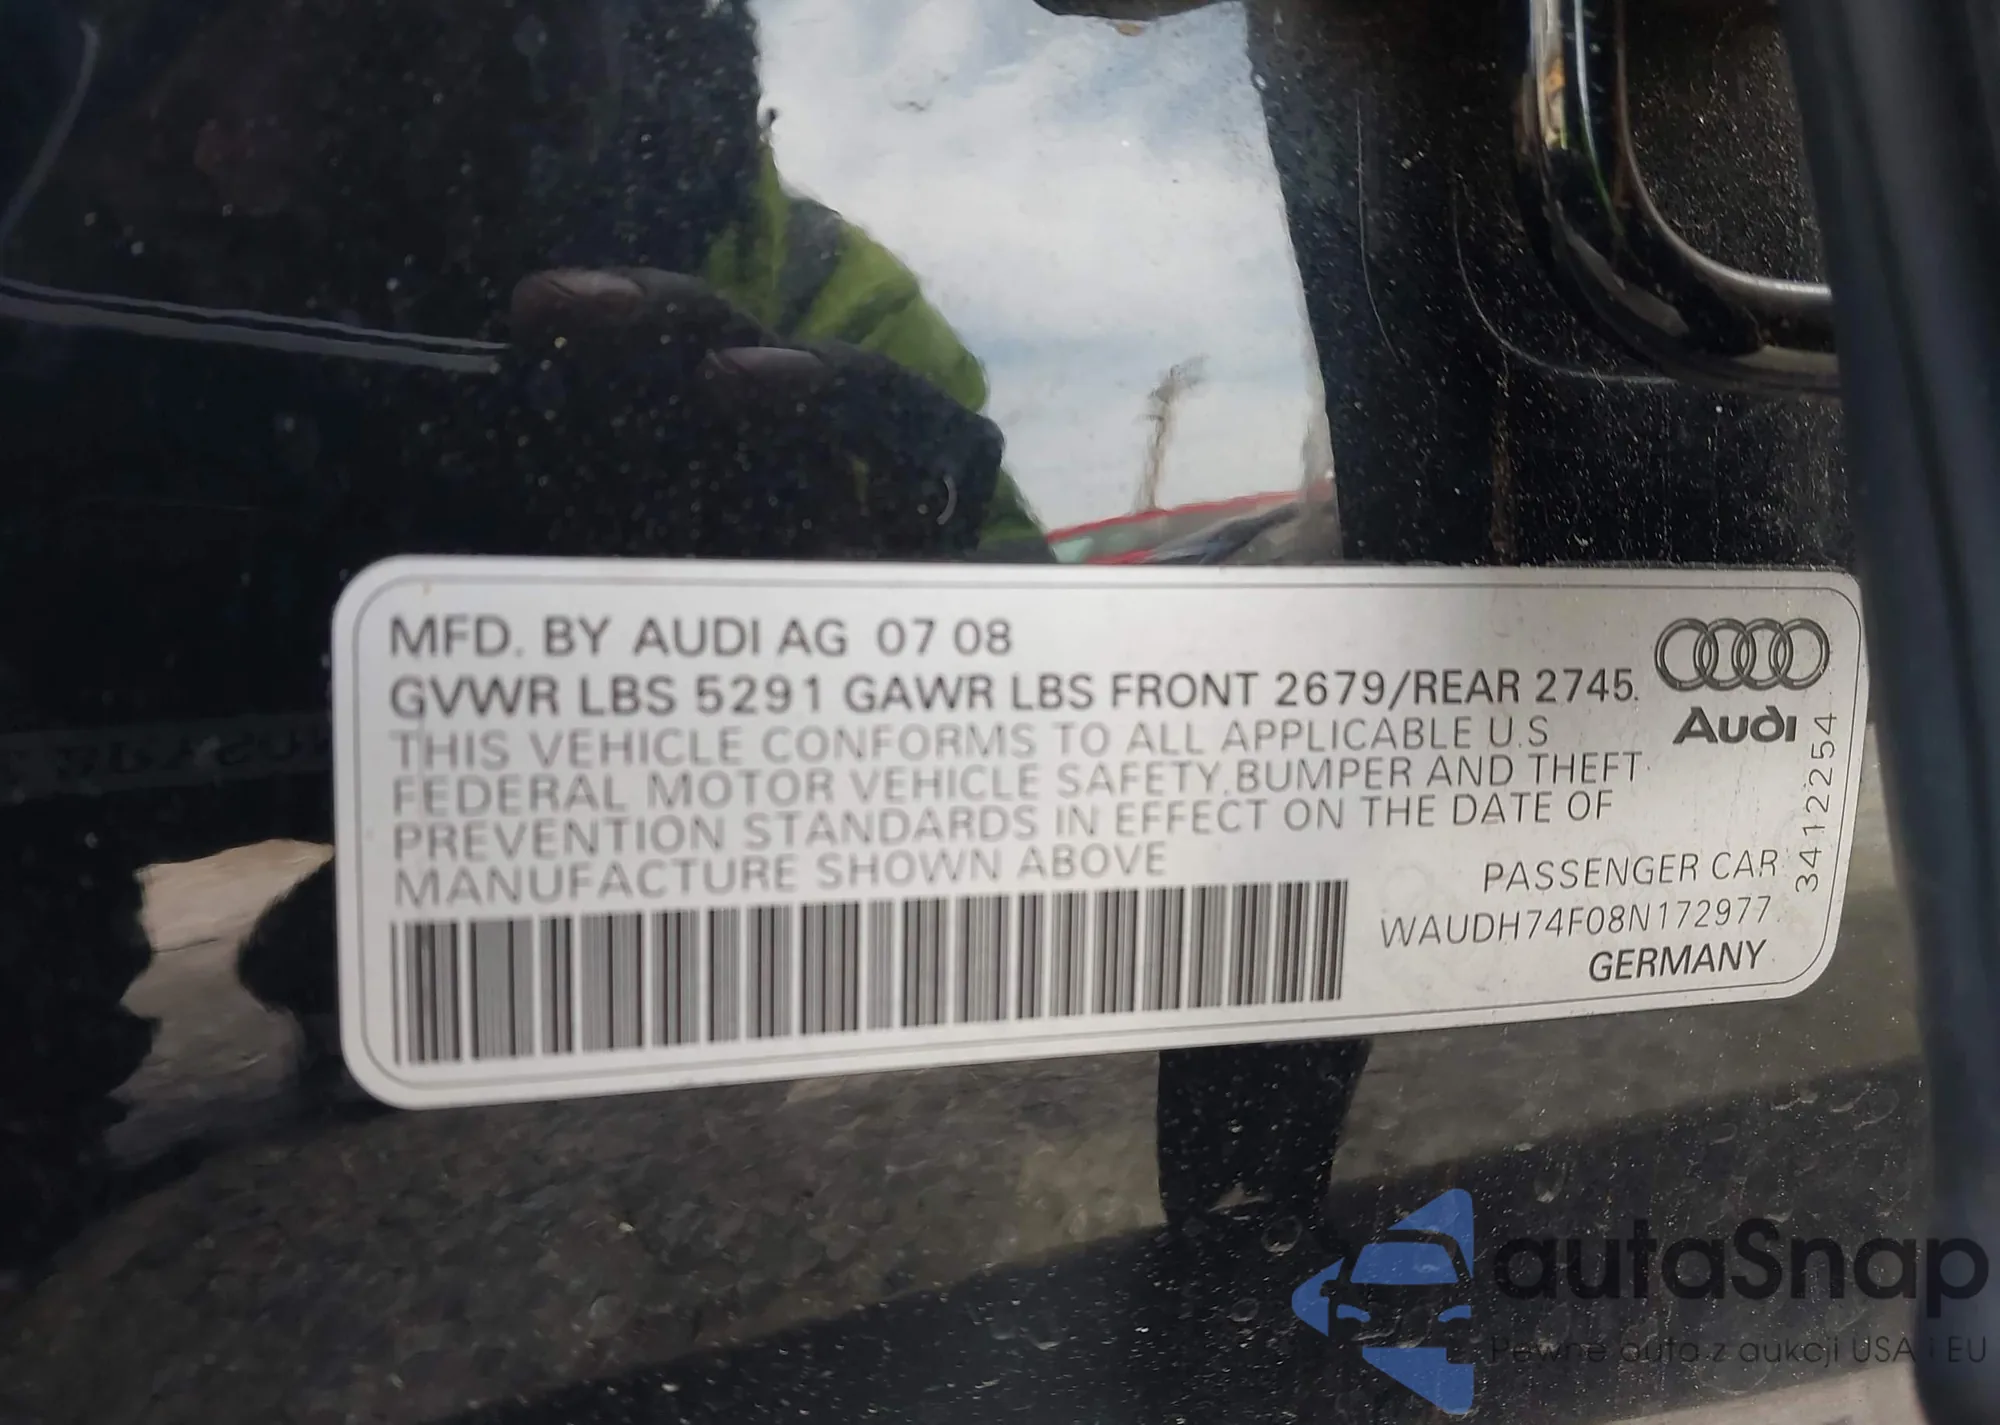 MFD. BY AUDI AG 07 08
GVWR LBS 5291 GAWR LBS FRONT 2679/REAR 2745.
THIS VEHICLE CONFORMS TO ALL APPLICABLE U.S
FEDERAL MOTOR VEHICLE SAFETY, BUMPER AND THEFT
PREVENTION STANDARDS IN EFFECT ON THE DATE OF
MANUFACTURE SHOWN ABOVE
Audi
3412254
PASSENGER CAR
WAUDH74F08N172977
GERMANY
autaSnap
Pewne auta z aukcji USA i EU